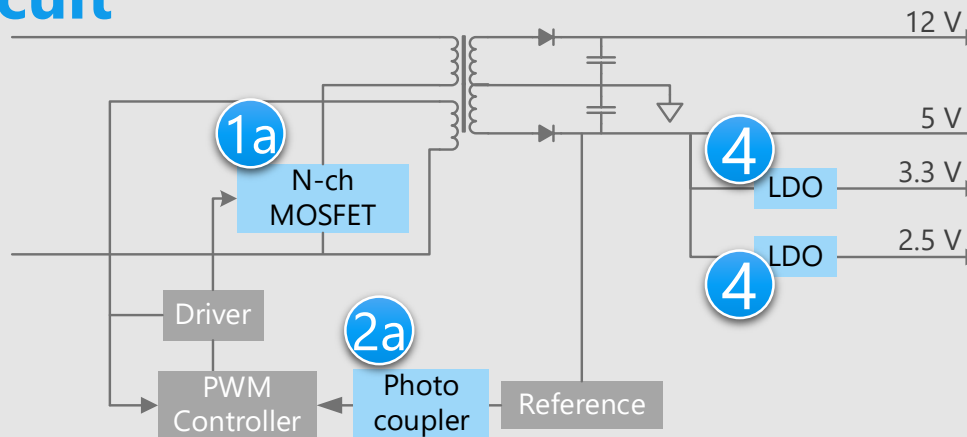 12 V
1a
5 V
4
N-ch
MOSFET
LDO
3.3 V
LDO
2.5 V
4
Driver
2a
PWM
Controller
Photo
coupler
Reference